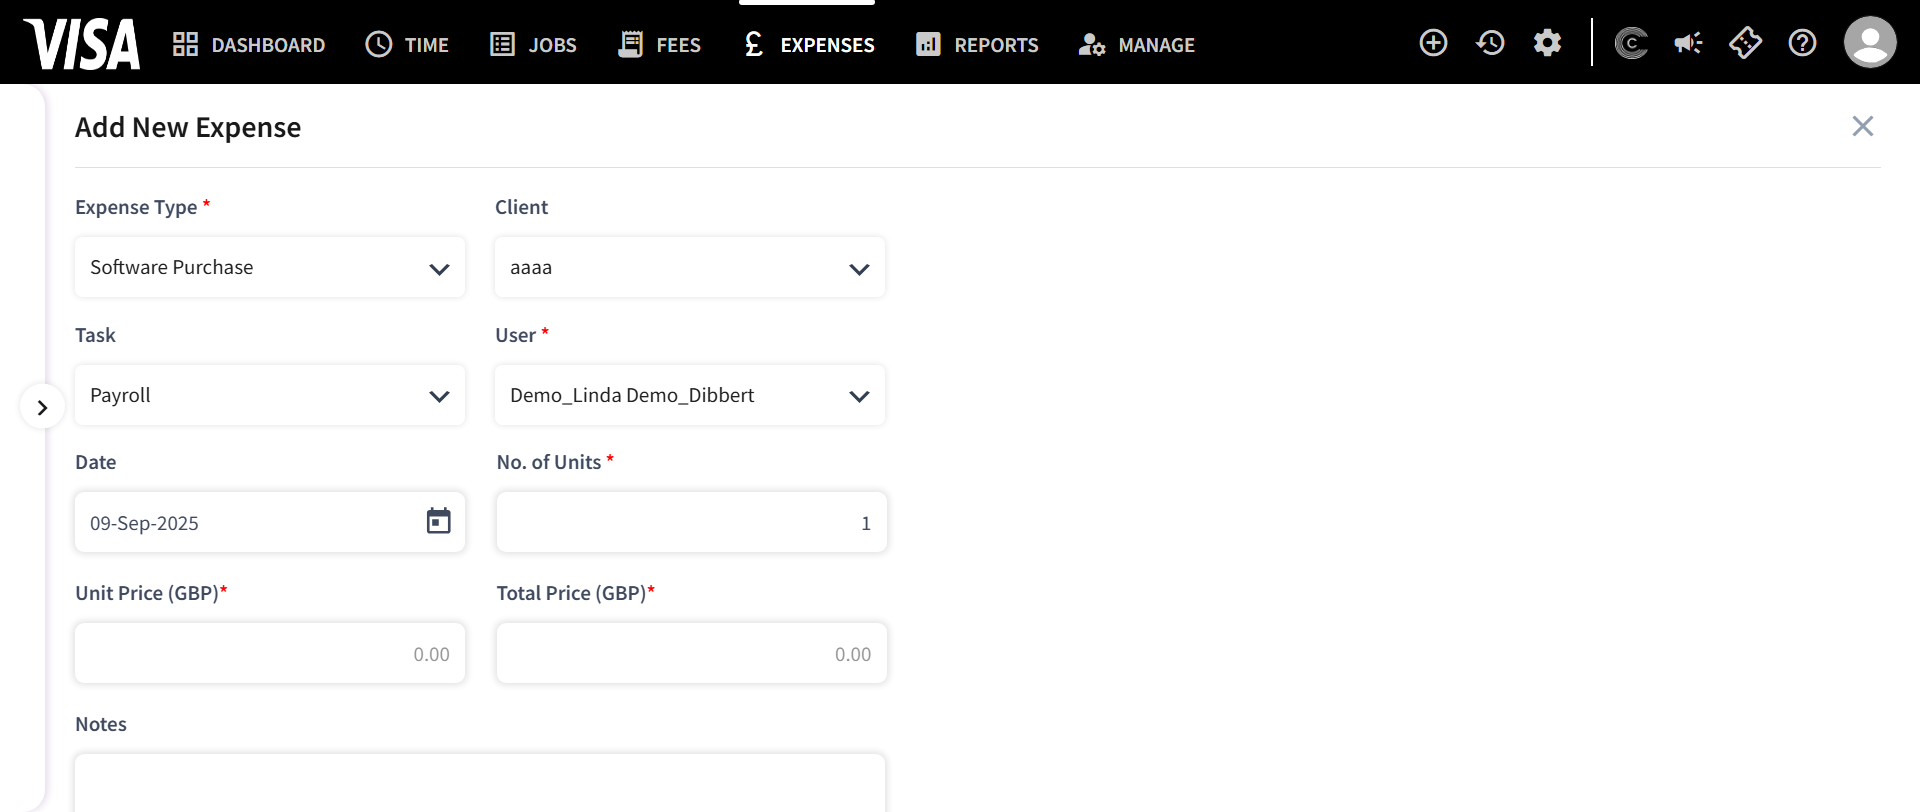 VISA DASHBOARD TIME JOBS FEES £ EXPENSES REPORTS MANAGE
Add New Expense
Expense Type * Client
Software Purchase aaaa
Task User *
Payroll Demo_Linda Demo_Dibbert
Date No. of Units *
09-Sep-2025 1
Unit Price (GBP)* Total Price (GBP)*
0.00 0.00
Notes